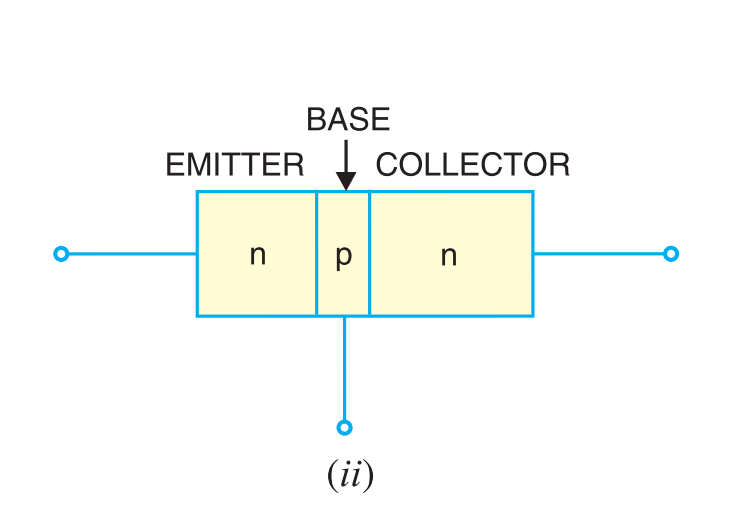 BASE
EMITTER COLLECTOR
n p n
(ii)